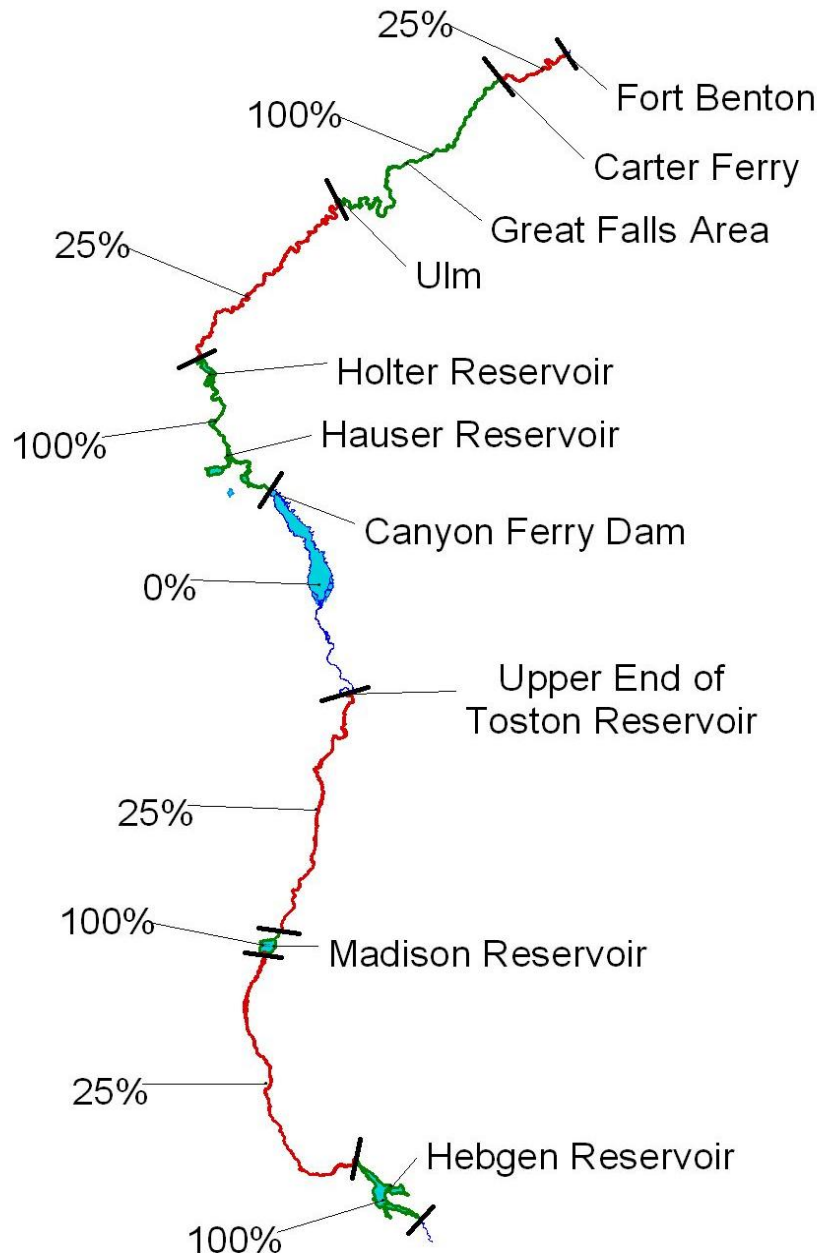 25%
Fort Benton
100%
Carter Ferry
Great Falls Area
25%
Ulm
Holter Reservoir
100%
Hauser Reservoir
Canyon Ferry Dam
0%
Upper End of
Toston Reservoir
25%
100%
Madison Reservoir
25%
Hebgen Reservoir
100%